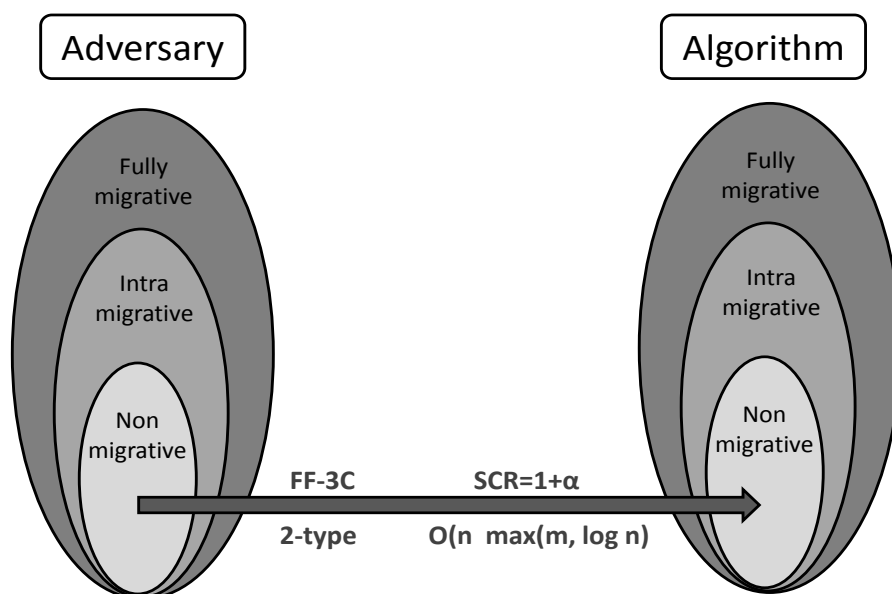 Adversary
Algorithm
Fully
migrative
Intra
migrative
Non
migrative
Fully
migrative
Intra
migrative
Non
migrative
FF-3C
SCR=1+α
2-type
O(n max(m, log n)